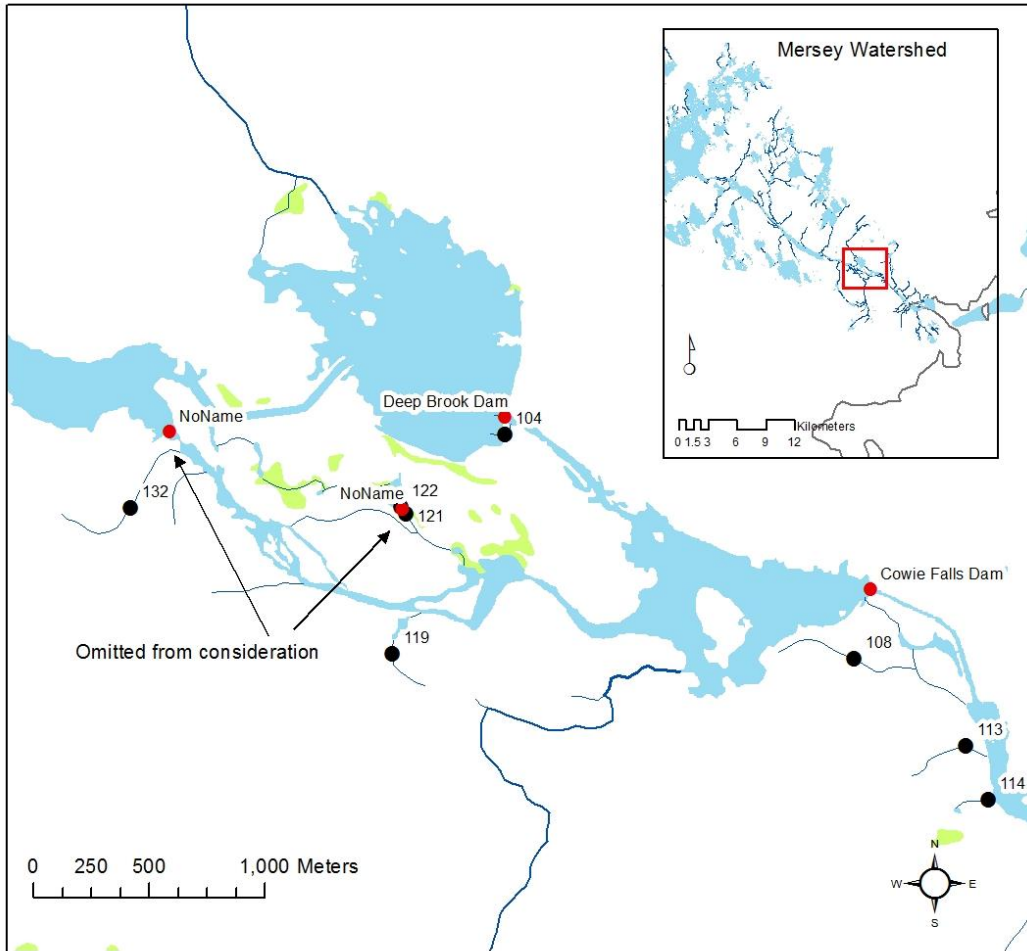 Mersey Watershed
Kilometers
0 1.5 3 6 9 12
Deep Brook Dam
104
NoName
132
NoName
122
121
Cowie Falls Dam
119
Omitted from consideration
108
113
114
0 250 500 1,000 Meters
N
W E
S